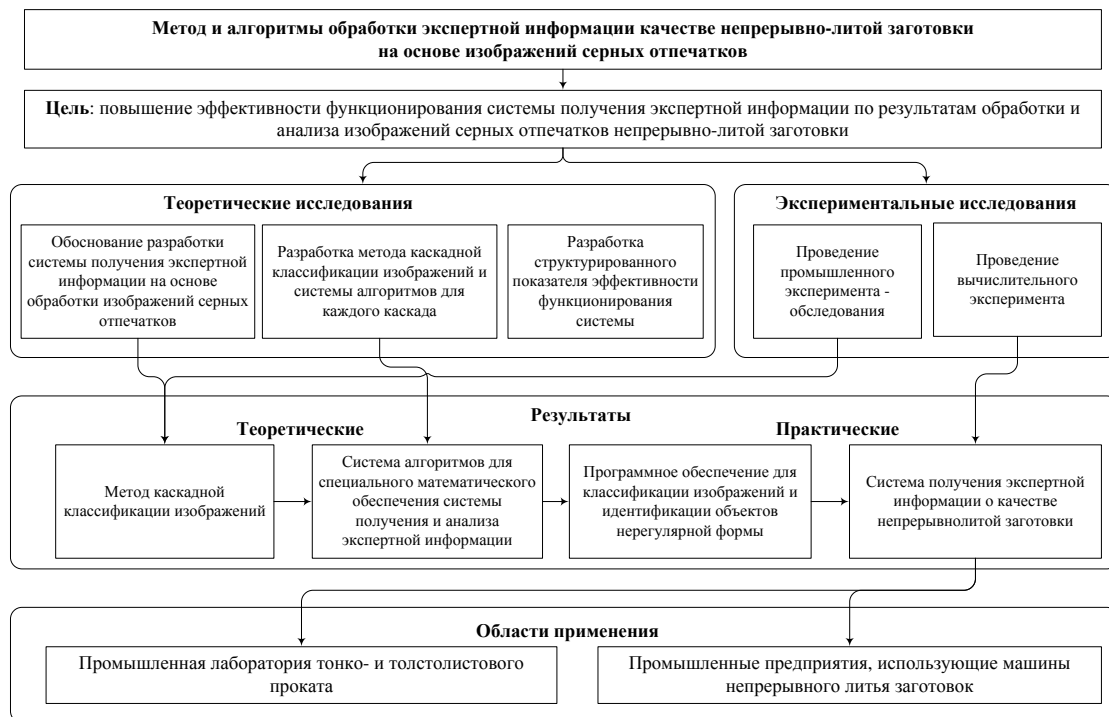 Метод и алгоритмы обработки экспертной информации качестве непрерывно-литой заготовки
на основе изображений серных отпечатков
Цель: повышение эффективности функционирования системы получения экспертной информации по результатам обработки и
анализа изображений серных отпечатков непрерывно-литой заготовки
Теоретические исследования
Обоснование разработки
системы получения экспертной
информации на основе
обработки изображений серных
отпечатков
Разработка метода каскадной
классификации изображений и
системы алгоритмов для
каждого каскада
Разработка
структурированного
показателя эффективности
функционирования
системы
Экспериментальные исследования
Проведение
промышленного
эксперимента -
обследования
Проведение
вычислительного
эксперимента
Результаты
Теоретические
Практические
Метод каскадной
классификации изображений
Система алгоритмов для
специального математического
обеспечения системы
получения и анализа
экспертной информации
Программное обеспечение для
классификации изображений и
идентификации объектов
нерегулярной формы
Система получения экспертной
информации о качестве
непрерывнолитой заготовки
Области применения
Промышленная лаборатория тонко- и толстолистового
проката
Промышленные предприятия, использующие машины
непрерывного литья заготовок